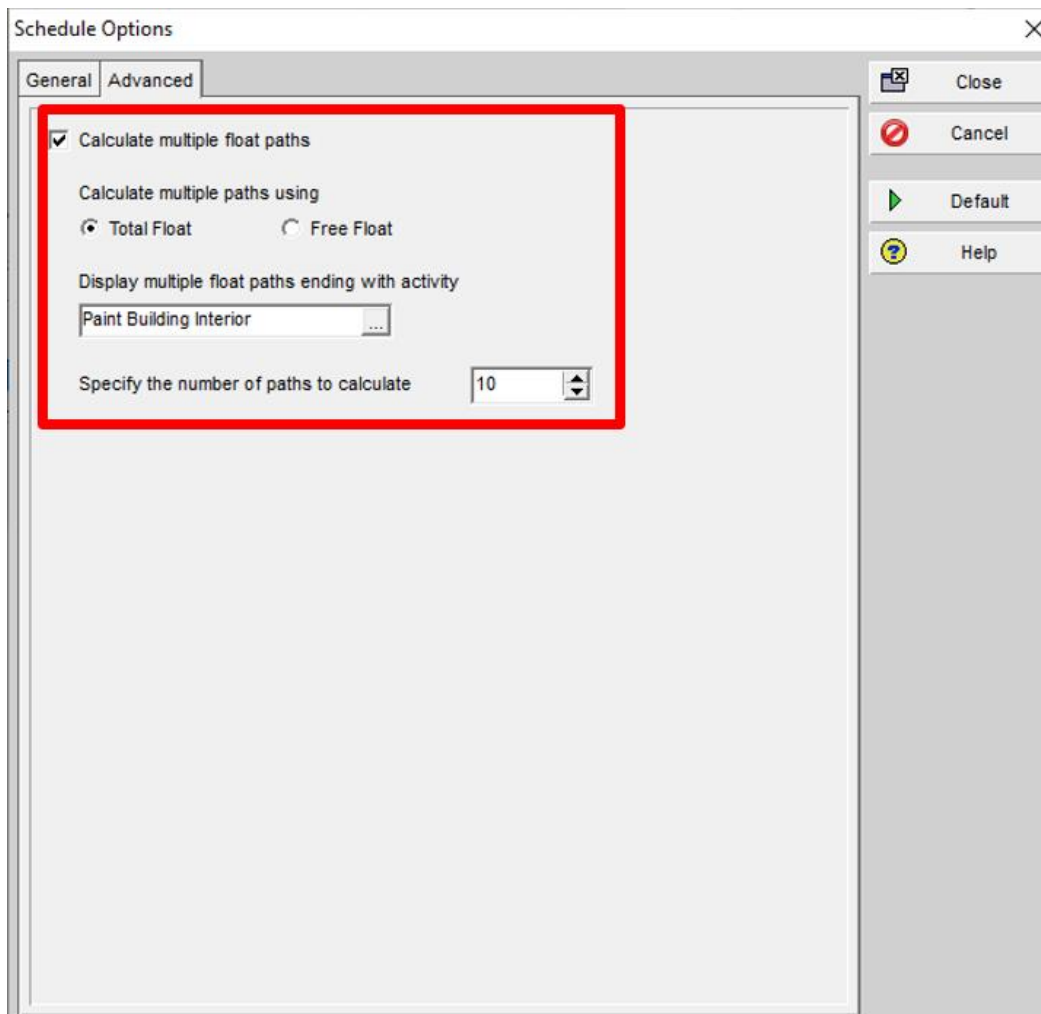 Schedule Options
General Advanced
Calculate multiple float paths
Calculate multiple paths using
Total Float Free Float
Display multiple float paths ending with activity
Paint Building Interior ...
Specify the number of paths to calculate 10
Close
Cancel
Default
Help